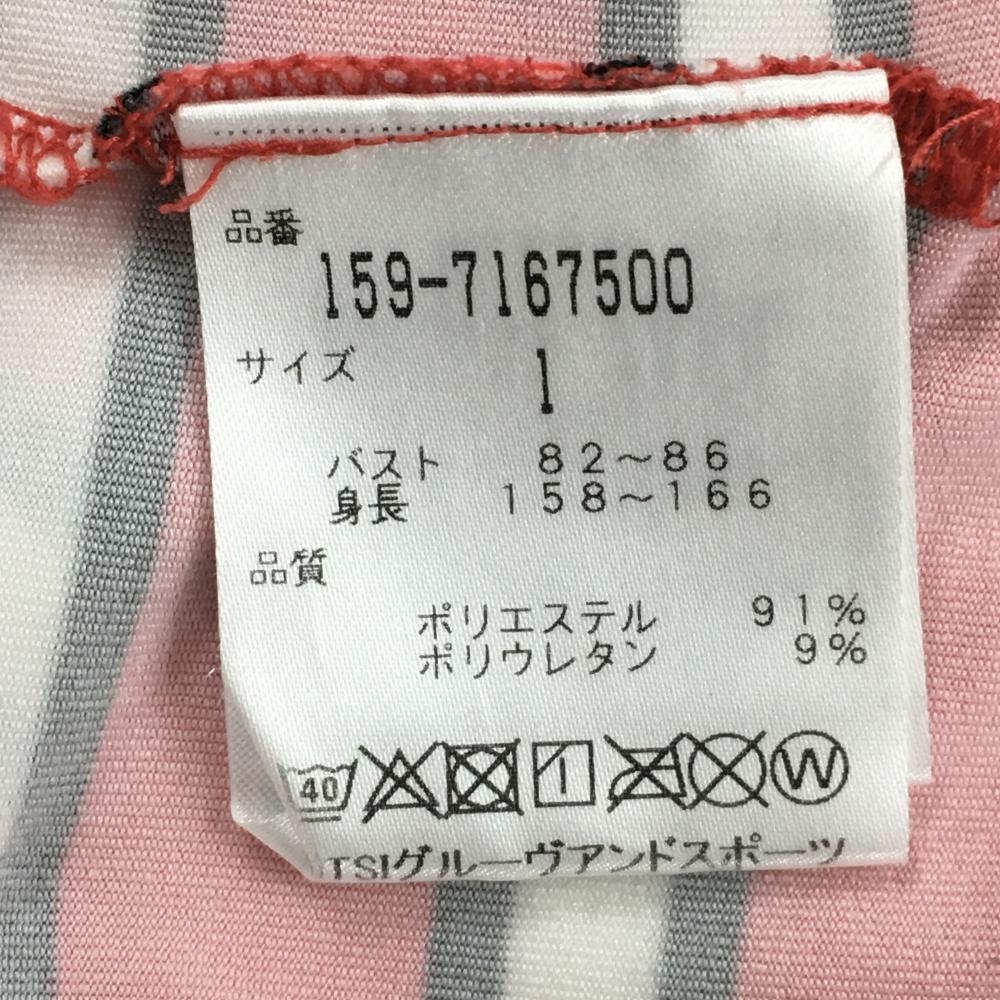 品番
159-7167500
サイズ 1
バスト 82～86
身長 158～166
品質
ポリエステル 91%
ポリウレタン 9%
40 W
TSIグルーヴアンドスポーツ